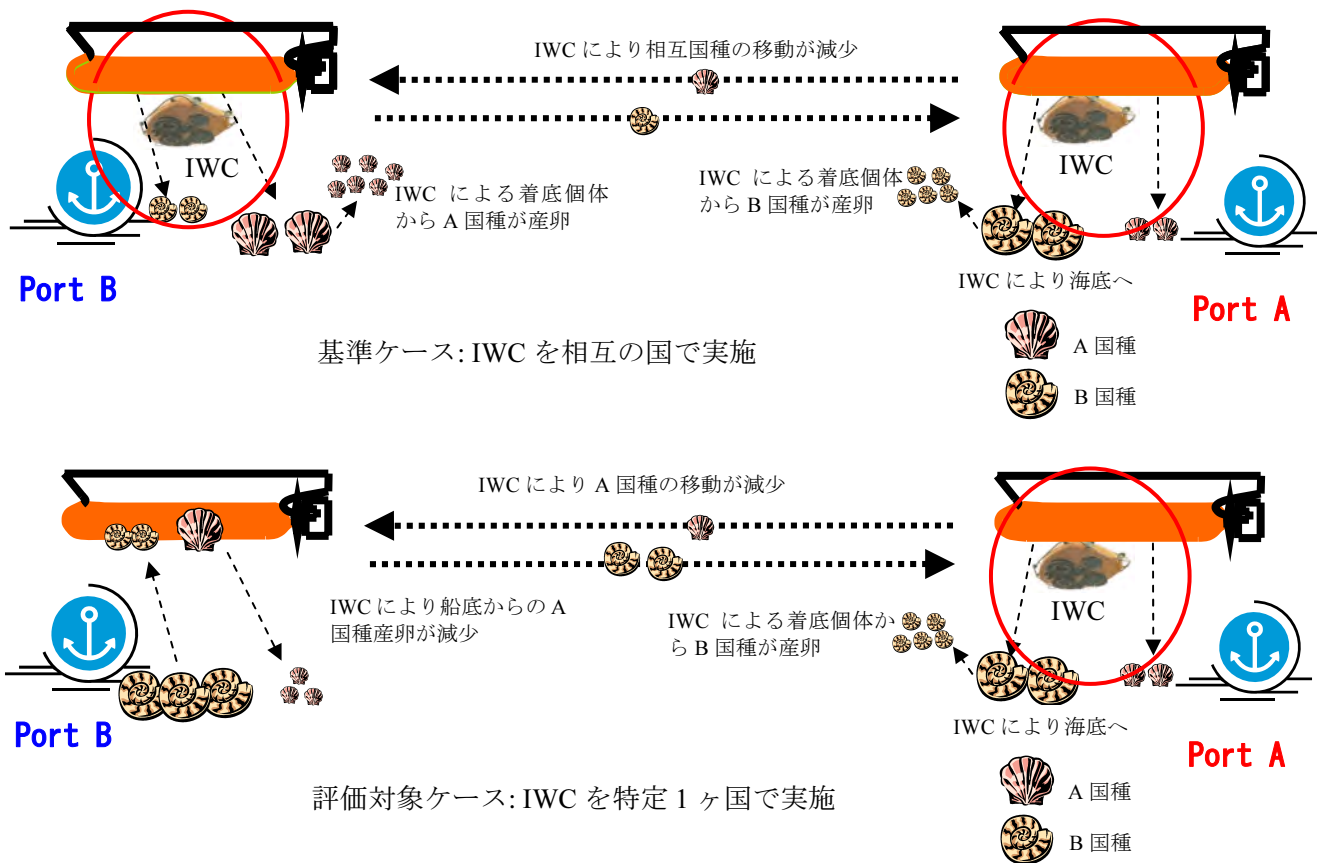 IWC により相互国種の移動が減少
IWC
IWC
IWC による着底個体
から A 国種が産卵
IWC による着底個体
から B 国種が産卵
Port B
IWC により海底へ
Port A
A 国種
B 国種
基準ケース: IWC を相互の国で実施
IWC により A 国種の移動が減少
IWC により船底からの A
国種産卵が減少
IWC による着底個体か
ら B 国種が産卵
IWC
Port B
IWC により海底へ
Port A
A 国種
B 国種
評価対象ケース: IWC を特定 1 ヶ国で実施